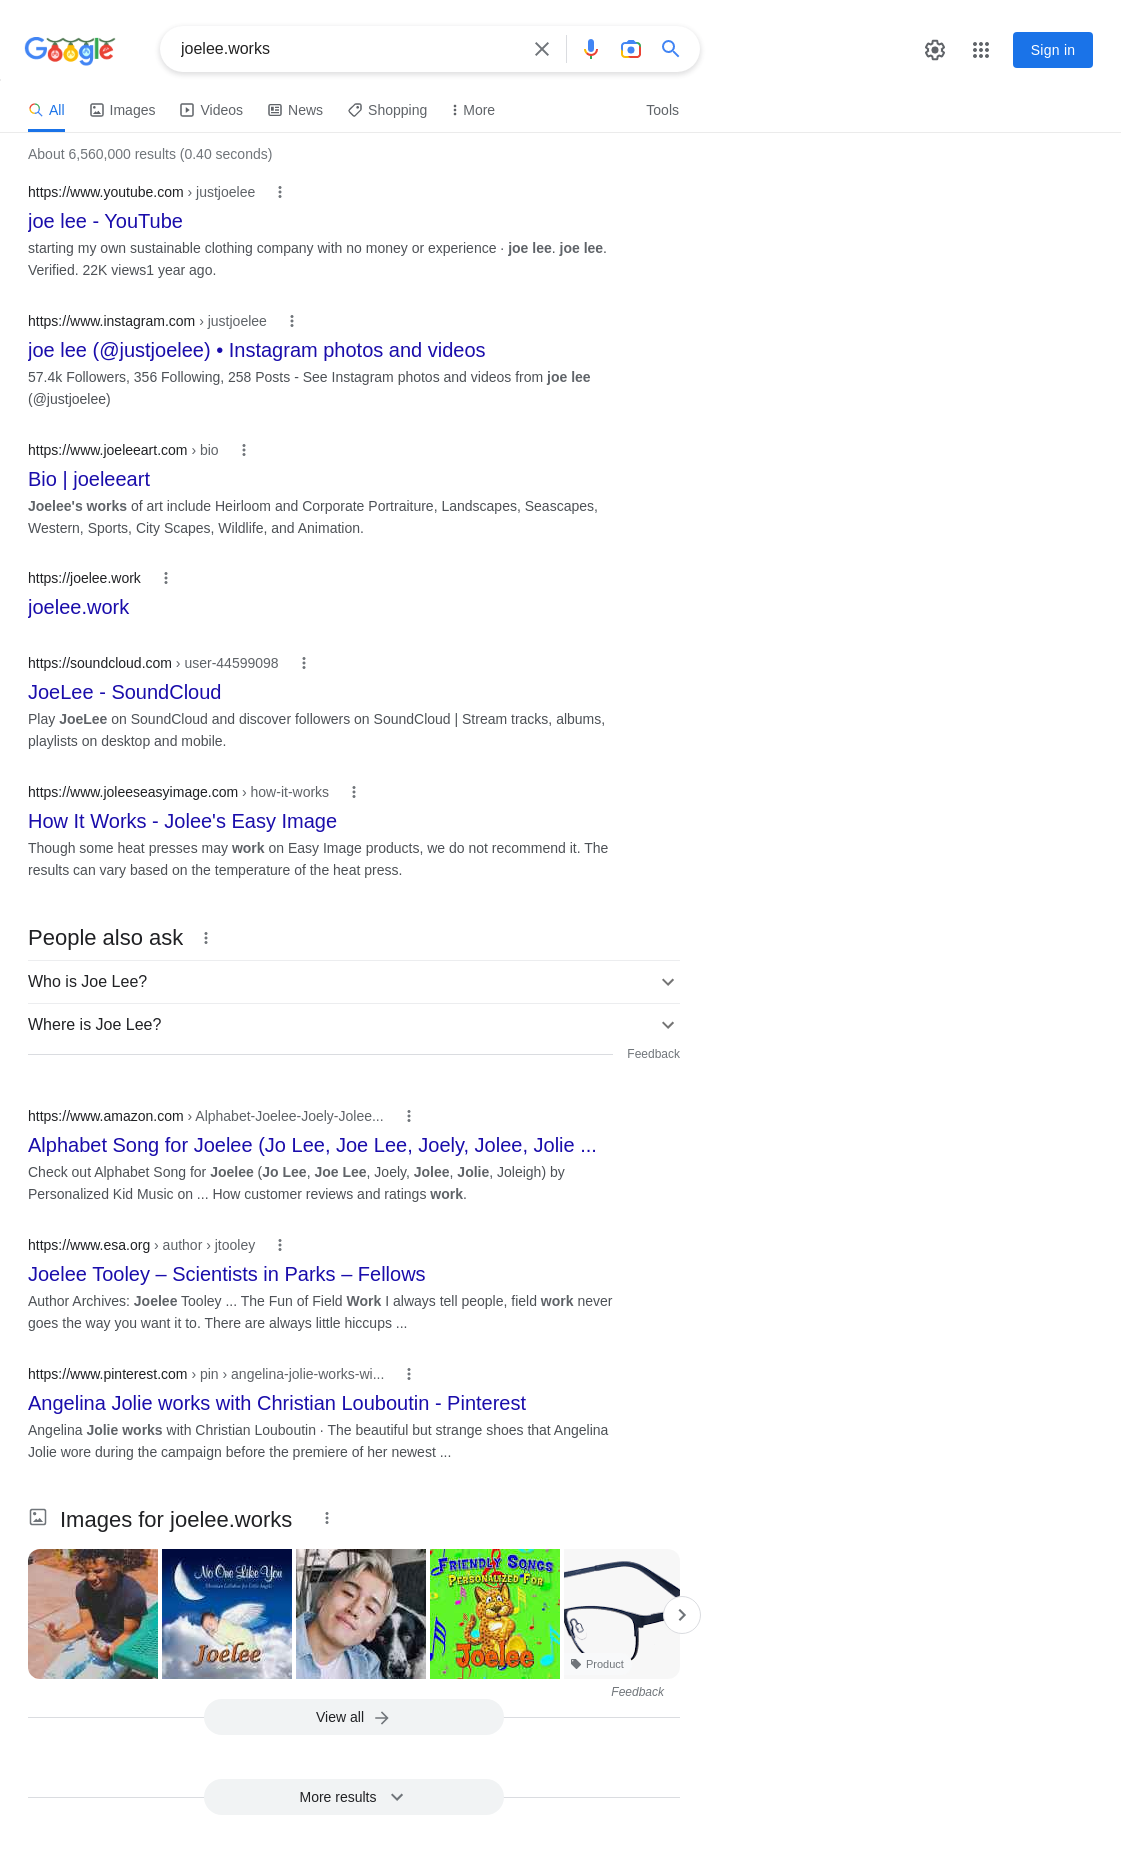 Google
joelee.works
Sign in
All
Images
Videos
News
Shopping
More
Tools
About 6,560,000 results (0.40 seconds)
https://www.youtube.com › justjoelee
joe lee - YouTube
starting my own sustainable clothing company with no money or experience · joe lee. joe lee.
Verified. 22K views1 year ago.
https://www.instagram.com › justjoelee
joe lee (@justjoelee) • Instagram photos and videos
57.4k Followers, 356 Following, 258 Posts - See Instagram photos and videos from joe lee
(@justjoelee)
https://www.joeleeart.com › bio
Bio | joeleeart
Joelee's works of art include Heirloom and Corporate Portraiture, Landscapes, Seascapes,
Western, Sports, City Scapes, Wildlife, and Animation.
https://joelee.work
joelee.work
https://soundcloud.com › user-44599098
JoeLee - SoundCloud
Play JoeLee on SoundCloud and discover followers on SoundCloud | Stream tracks, albums,
playlists on desktop and mobile.
https://www.joleeseasyimage.com › how-it-works
How It Works - Jolee's Easy Image
Though some heat presses may work on Easy Image products, we do not recommend it. The
results can vary based on the temperature of the heat press.
People also ask
Who is Joe Lee?
Where is Joe Lee?
Feedback
https://www.amazon.com › Alphabet-Joelee-Joely-Jolee...
Alphabet Song for Joelee (Jo Lee, Joe Lee, Joely, Jolee, Jolie ...
Check out Alphabet Song for Joelee (Jo Lee, Joe Lee, Joely, Jolee, Jolie, Joleigh) by
Personalized Kid Music on ... How customer reviews and ratings work.
https://www.esa.org › author › jtooley
Joelee Tooley – Scientists in Parks – Fellows
Author Archives: Joelee Tooley ... The Fun of Field Work I always tell people, field work never
goes the way you want it to. There are always little hiccups ...
https://www.pinterest.com › pin › angelina-jolie-works-wi...
Angelina Jolie works with Christian Louboutin - Pinterest
Angelina Jolie works with Christian Louboutin · The beautiful but strange shoes that Angelina
Jolie wore during the campaign before the premiere of her newest ...
Images for joelee.works
No One Like You
Christian Lullabies for Little Angels
Joelee
FRIENDLY SONGS
PERSONALIZED FOR
Joelee
Product
Feedback
View all
More results